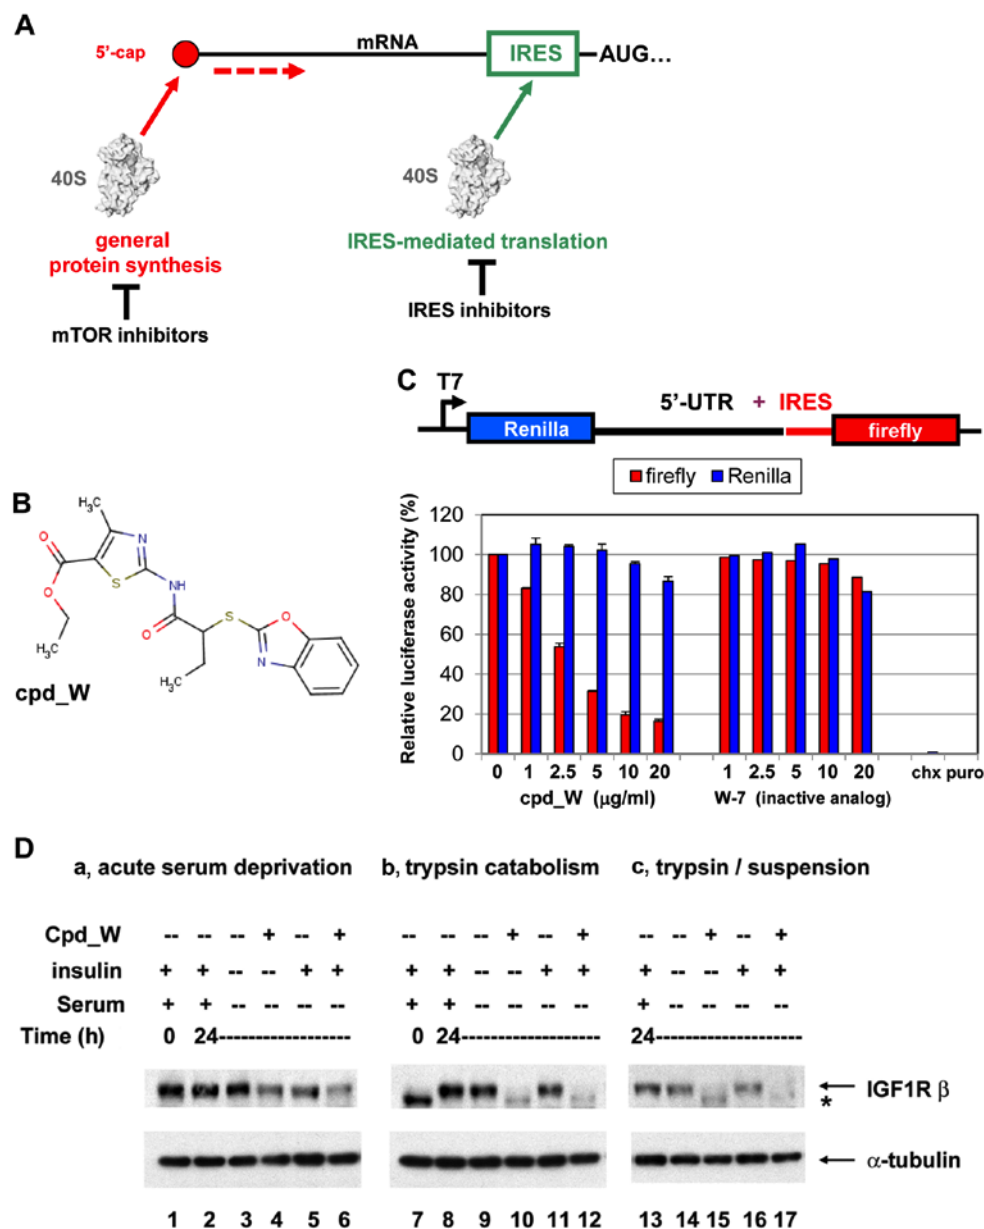 A
5’-cap
mRNA
IRES
AUG...
40S
40S
general
protein synthesis
IRES-mediated translation
mTOR inhibitors
IRES inhibitors
C
T7
5’-UTR + IRES
Renilla
firefly
firefly Renilla
B
H₃C
O
N
S
O
NH
H₃C
O
S
O
N
H₃C
cpd_W
Relative luciferase activity (%)
120
100
80
60
40
20
0
0 1 2.5 5 10 20 1 2.5 5 10 20 chx puro
cpd_W (μg/ml) W-7 (inactive analog)
D
a, acute serum deprivation b, trypsin catabolism c, trypsin / suspension
Cpd_W -- -- -- + -- + -- -- -- + -- + -- -- + -- +
insulin + + -- -- + + + + -- -- + + + -- -- + +
Serum + + -- -- -- -- + + -- -- -- -- + -- -- -- --
Time (h) 0 24------------------- 0 24-------------------- 24----------------------
IGF1R β
*
α-tubulin
1 2 3 4 5 6 7 8 9 10 11 12 13 14 15 16 17